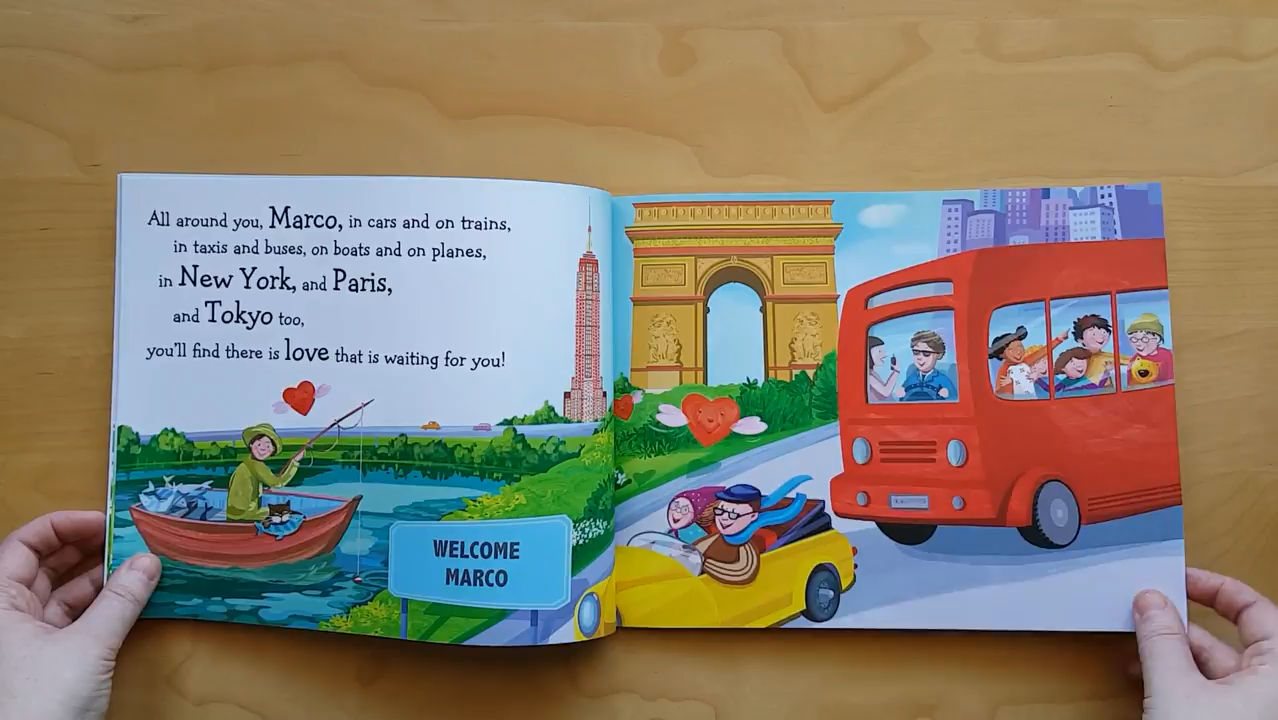 All around you, Marco, in cars and on trains,
in taxis and buses, on boats and on planes,
in New York, and Paris,
and Tokyo too,
you'll find there is love that is waiting for you!
WELCOME
MARCO